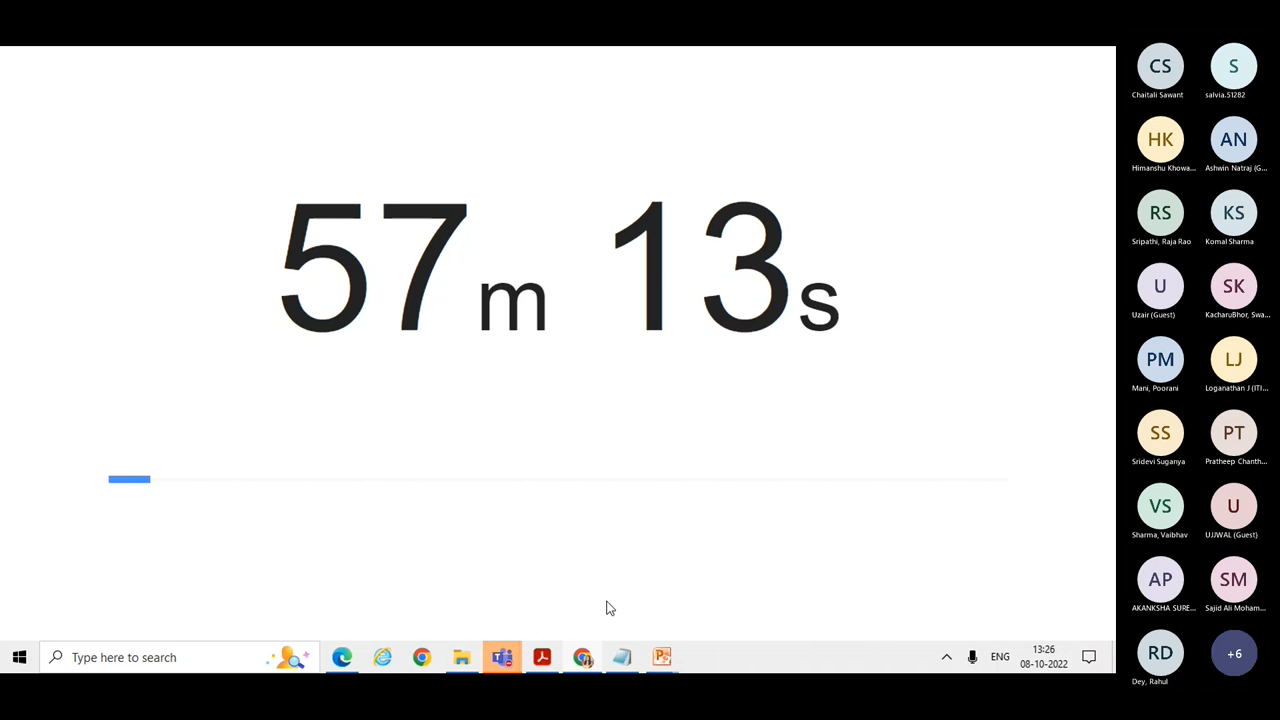 57m 13s
Type here to search
ENG
13:26
08-10-2022
CS
Chaitali Sawant
S
salvia.51282
HK
Himanshu Khowa...
AN
Ashwin Natraj (G...
RS
Sripathi, Raja Rao
KS
Komal Sharma
U
Uzair (Guest)
SK
KacharuBhor, Swa...
PM
Mani, Poorani
LJ
Loganathan J (ITI...
SS
Sridevi Suganya
PT
Pratheep Chanth...
VS
Sharma, Vaibhav
U
UJJWAL (Guest)
AP
AKANKSHA SURE...
SM
Sajid Ali Moham...
RD
Dey, Rahul
+6